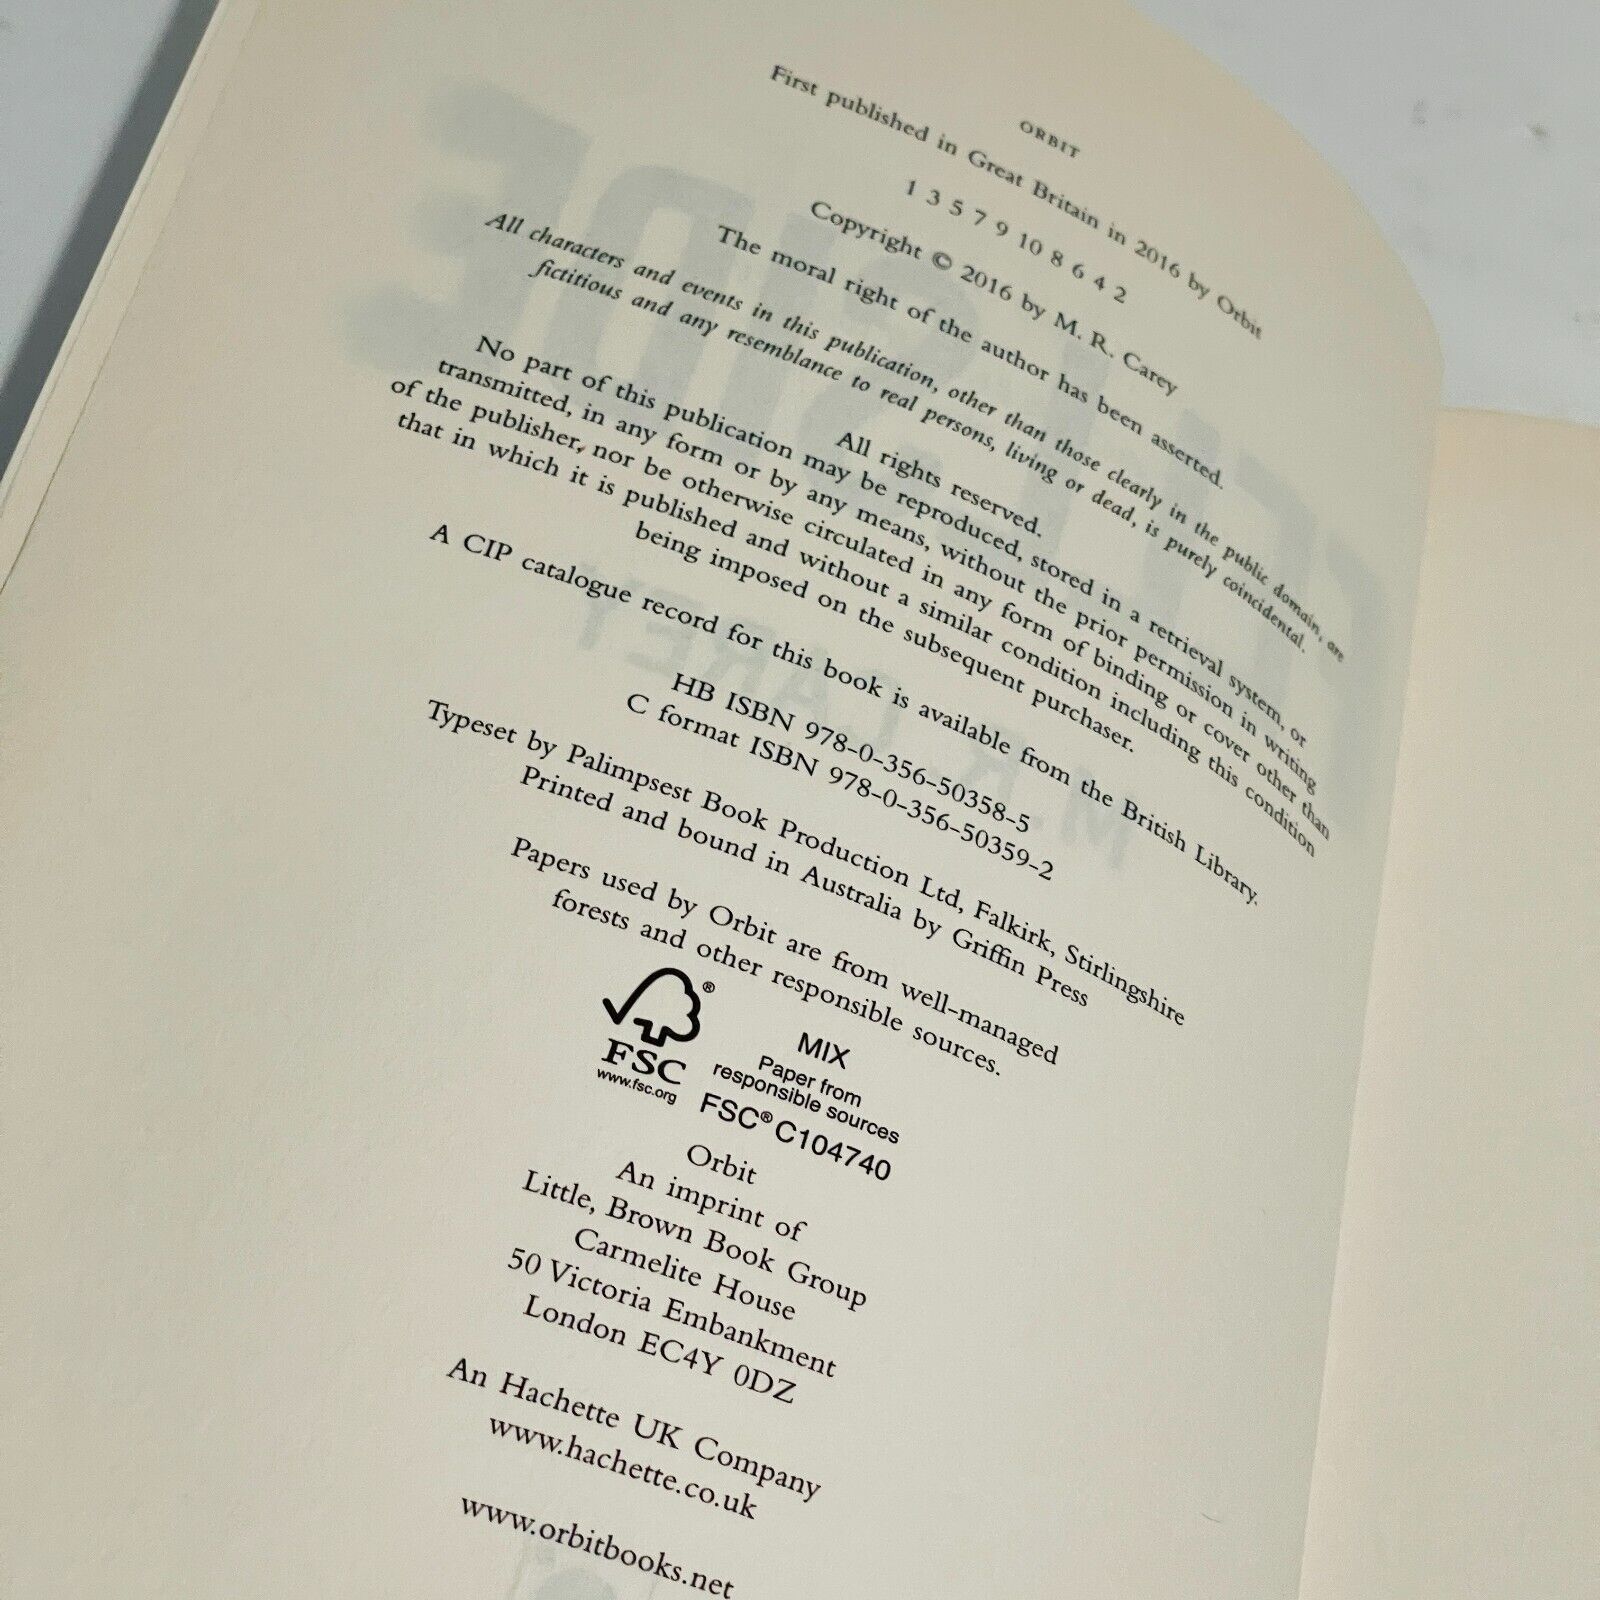 ORBIT
First published in Great Britain in 2016 by Orbit
1 3 5 7 9 10 8 6 4 2
Copyright © 2016 by M. R. Carey
The moral right of the author has been asserted.
All characters and events in this publication, other than those clearly in the public domain, are
fictitious and any resemblance to real persons, living or dead, is purely coincidental.
All rights reserved.
No part of this publication may be reproduced, stored in a retrieval system, or
transmitted, in any form or by any means, without the prior permission in writing
of the publisher, nor be otherwise circulated in any form of binding or cover other than
that in which it is published and without a similar condition including this condition
being imposed on the subsequent purchaser.
A CIP catalogue record for this book is available from the British Library.
HB ISBN 978-0-356-50358-5
C format ISBN 978-0-356-50359-2
Typeset by Palimpsest Book Production Ltd, Falkirk, Stirlingshire
Printed and bound in Australia by Griffin Press
Papers used by Orbit are from well-managed
forests and other responsible sources.
®
FSC
www.fsc.org
MIX
Paper from
responsible sources
FSC® C104740
Orbit
An imprint of
Little, Brown Book Group
Carmelite House
50 Victoria Embankment
London EC4Y 0DZ
An Hachette UK Company
www.hachette.co.uk
www.orbitbooks.net